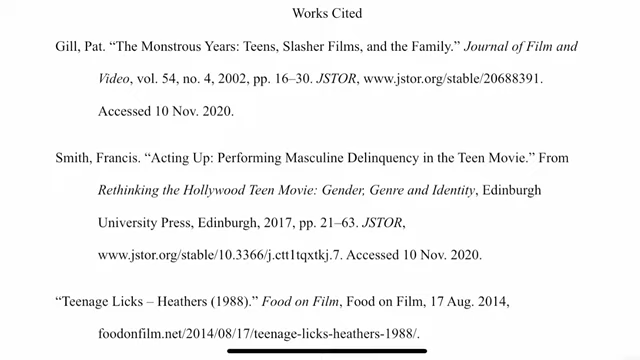 Works Cited
Gill, Pat. “The Monstrous Years: Teens, Slasher Films, and the Family.” Journal of Film and
Video, vol. 54, no. 4, 2002, pp. 16–30. JSTOR, www.jstor.org/stable/20688391.
Accessed 10 Nov. 2020.
Smith, Francis. “Acting Up: Performing Masculine Delinquency in the Teen Movie.” From
Rethinking the Hollywood Teen Movie: Gender, Genre and Identity, Edinburgh
University Press, Edinburgh, 2017, pp. 21–63. JSTOR,
www.jstor.org/stable/10.3366/j.ctt1tqxtkj.7. Accessed 10 Nov. 2020.
“Teenage Licks – Heathers (1988).” Food on Film, Food on Film, 17 Aug. 2014,
foodonfilm.net/2014/08/17/teenage-licks-heathers-1988/.